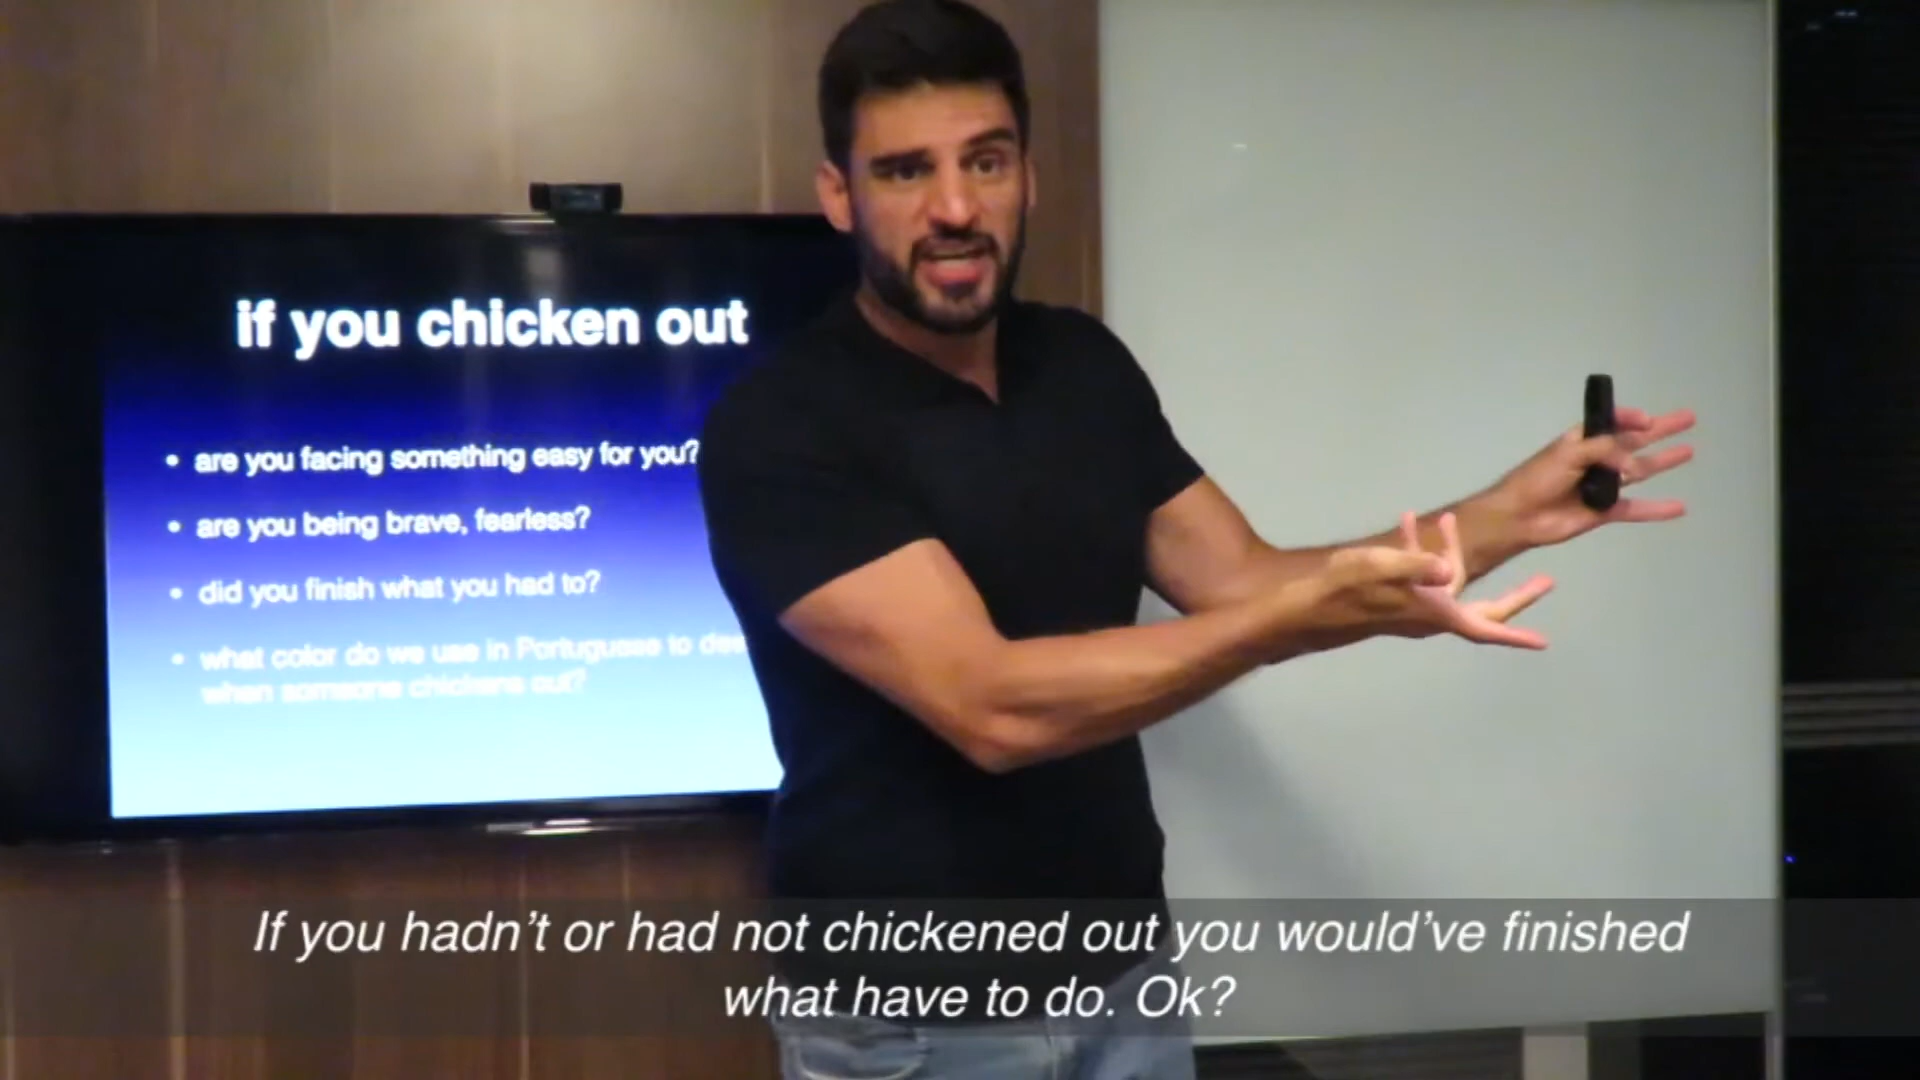 if you chicken out
• are you facing something easy for you?
• are you being brave, fearless?
• did you finish what you had to?
• what color do we use in Portuguese to
when someone chickens out?
If you hadn't or had not chickened out you would've finished
what have to do. Ok?